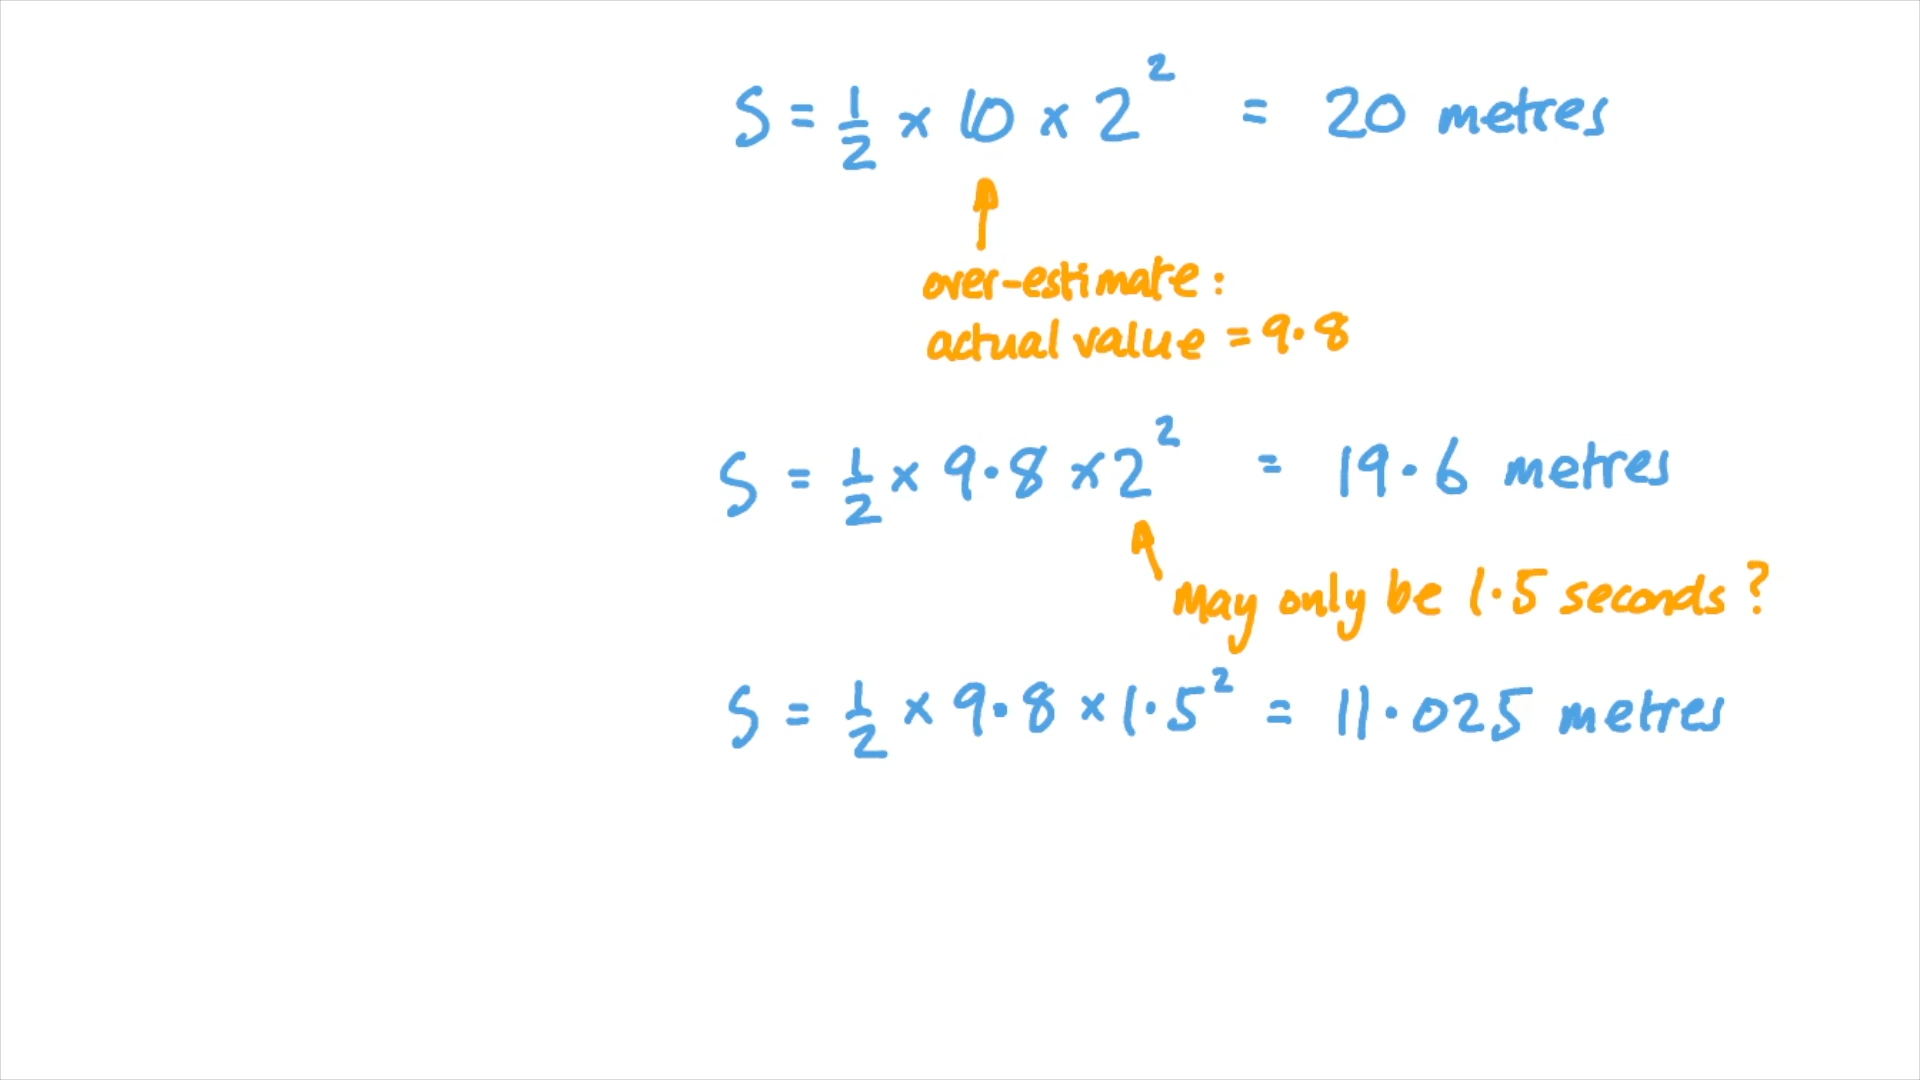 S = 1/2 × 10 × 2² = 20 metres
over-estimate:
actual value = 9·8
S = 1/2 × 9·8 × 2² = 19·6 metres
May only be 1·5 seconds?
S = 1/2 × 9·8 × 1·5² = 11·025 metres